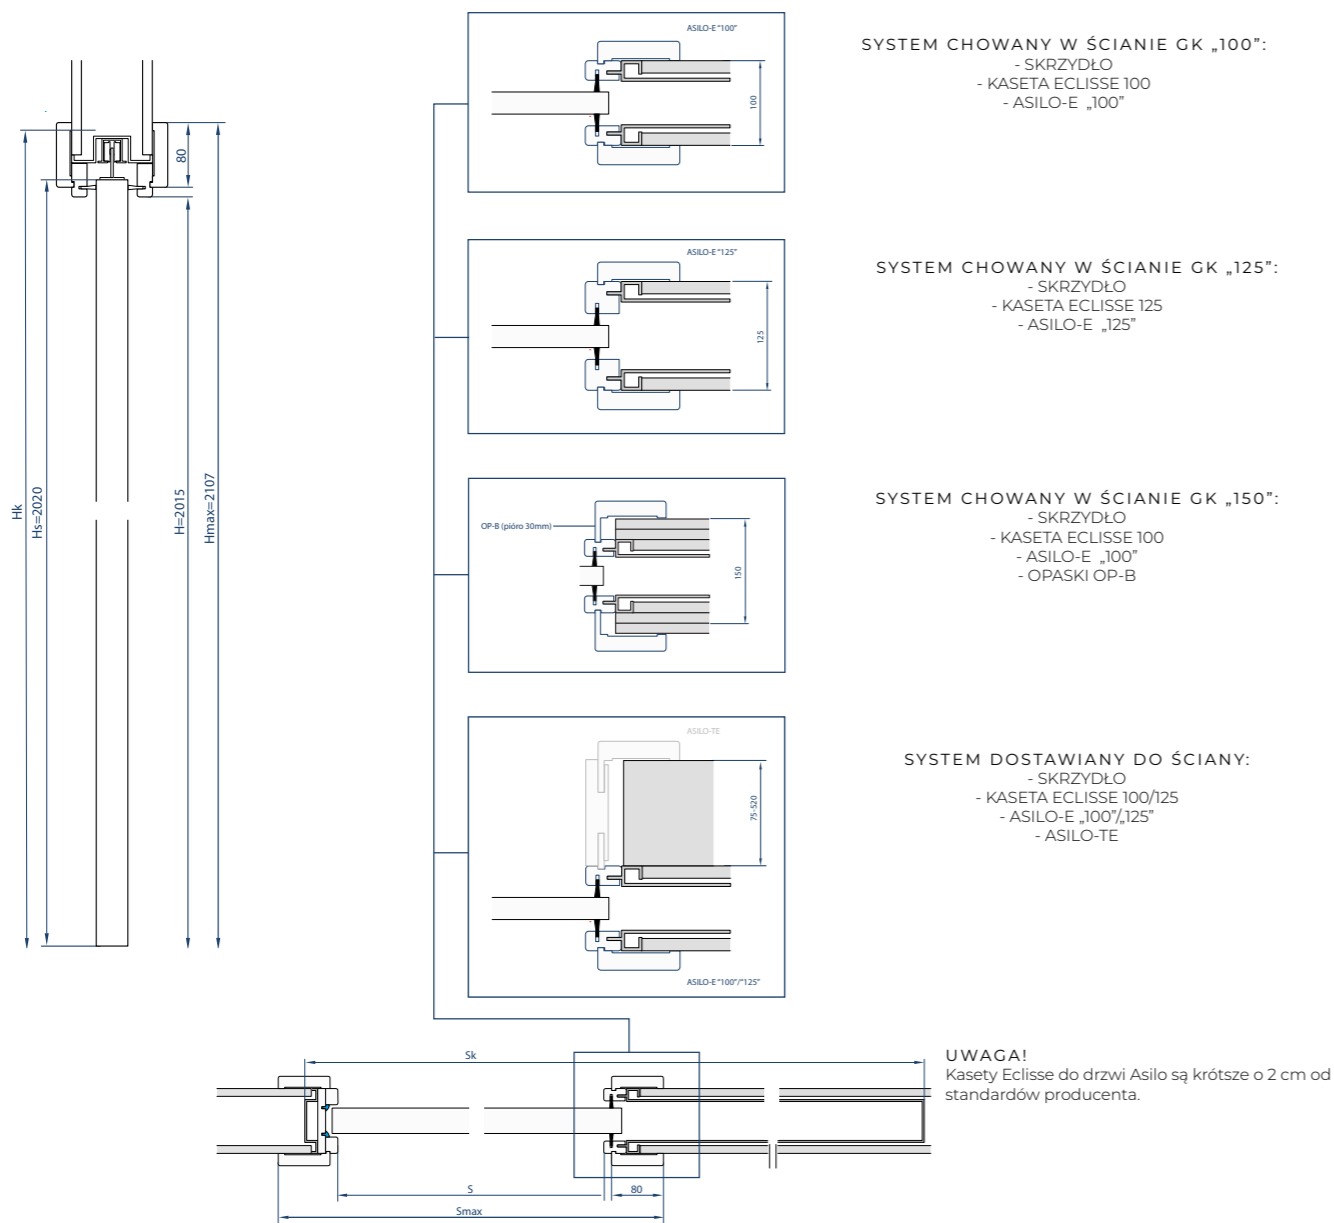 ASILO-E "100"
100
SYSTEM CHOWANY W ŚCIANIE GK „100”:
- SKRZYDŁO
- KASETA ECLISSE 100
- ASILO-E „100”
80
Hk
Hs=2020
H=2015
Hmax=2107
ASILO-E "125"
125
SYSTEM CHOWANY W ŚCIANIE GK „125”:
- SKRZYDŁO
- KASETA ECLISSE 125
- ASILO-E „125”
OP-B (pióro 30mm)
150
SYSTEM CHOWANY W ŚCIANIE GK „150”:
- SKRZYDŁO
- KASETA ECLISSE 100
- ASILO-E „100”
- OPASKI OP-B
ASILO-TE
75-520
ASILO-E "100"/"125"
SYSTEM DOSTAWIANY DO ŚCIANY:
- SKRZYDŁO
- KASETA ECLISSE 100/125
- ASILO-E „100”/„125”
- ASILO-TE
Sk
S
80
Smax
UWAGA!
Kasety Eclisse do drzwi Asilo są krótsze o 2 cm od
standardów producenta.